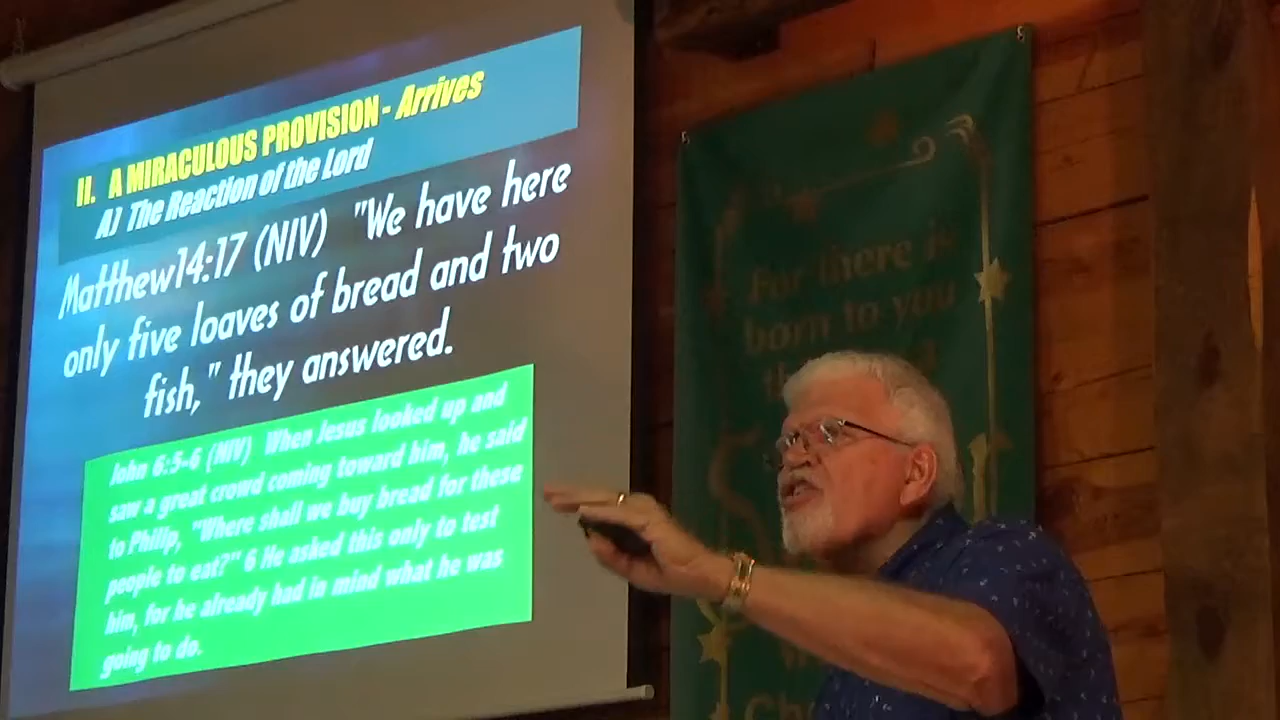 II. A MIRACULOUS PROVISION - Arrives
A) The Reaction of the Lord
Matthew14:17 (NIV) "We have here
only five loaves of bread and two
fish," they answered.
John 6:5-6 (NIV) When Jesus looked up and
saw a great crowd coming toward him, he said
to Philip, "Where shall we buy bread for these
people to eat?" 6 He asked this only to test
him, for he already had in mind what he was
going to do.
For there is
born to you